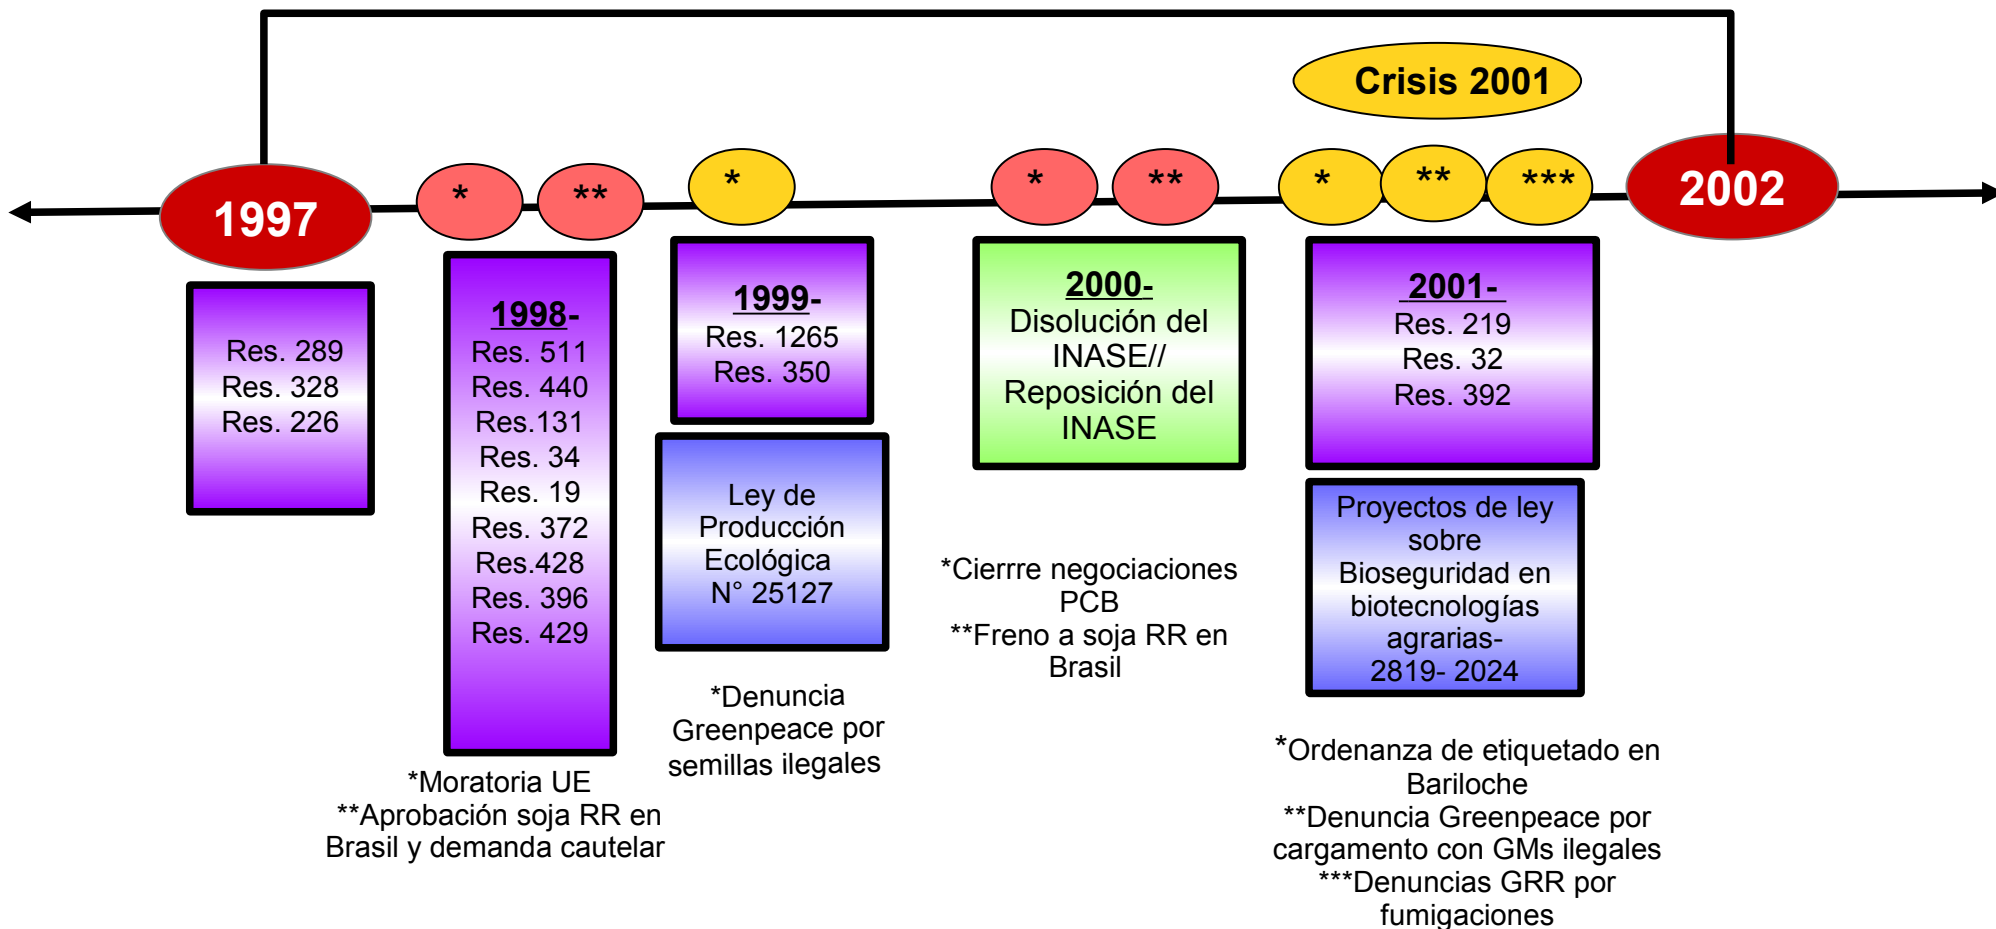 Crisis 2001
1997
*
**
*
*
**
*
**
***
2002
Res. 289
Res. 328
Res. 226
1998-
Res. 511
Res. 440
Res.131
Res. 34
Res. 19
Res. 372
Res.428
Res. 396
Res. 429
*Moratoria UE
**Aprobación soja RR en
Brasil y demanda cautelar
1999-
Res. 1265
Res. 350
Ley de
Producción
Ecológica
N° 25127
*Denuncia
Greenpeace por
semillas ilegales
2000-
Disolución del
INASE//
Reposición del
INASE
*Cierrre negociaciones
PCB
**Freno a soja RR en
Brasil
2001-
Res. 219
Res. 32
Res. 392
Proyectos de ley
sobre
Bioseguridad en
biotecnologías
agrarias-
2819- 2024
*Ordenanza de etiquetado en
Bariloche
**Denuncia Greenpeace por
cargamento con GMs ilegales
***Denuncias GRR por
fumigaciones